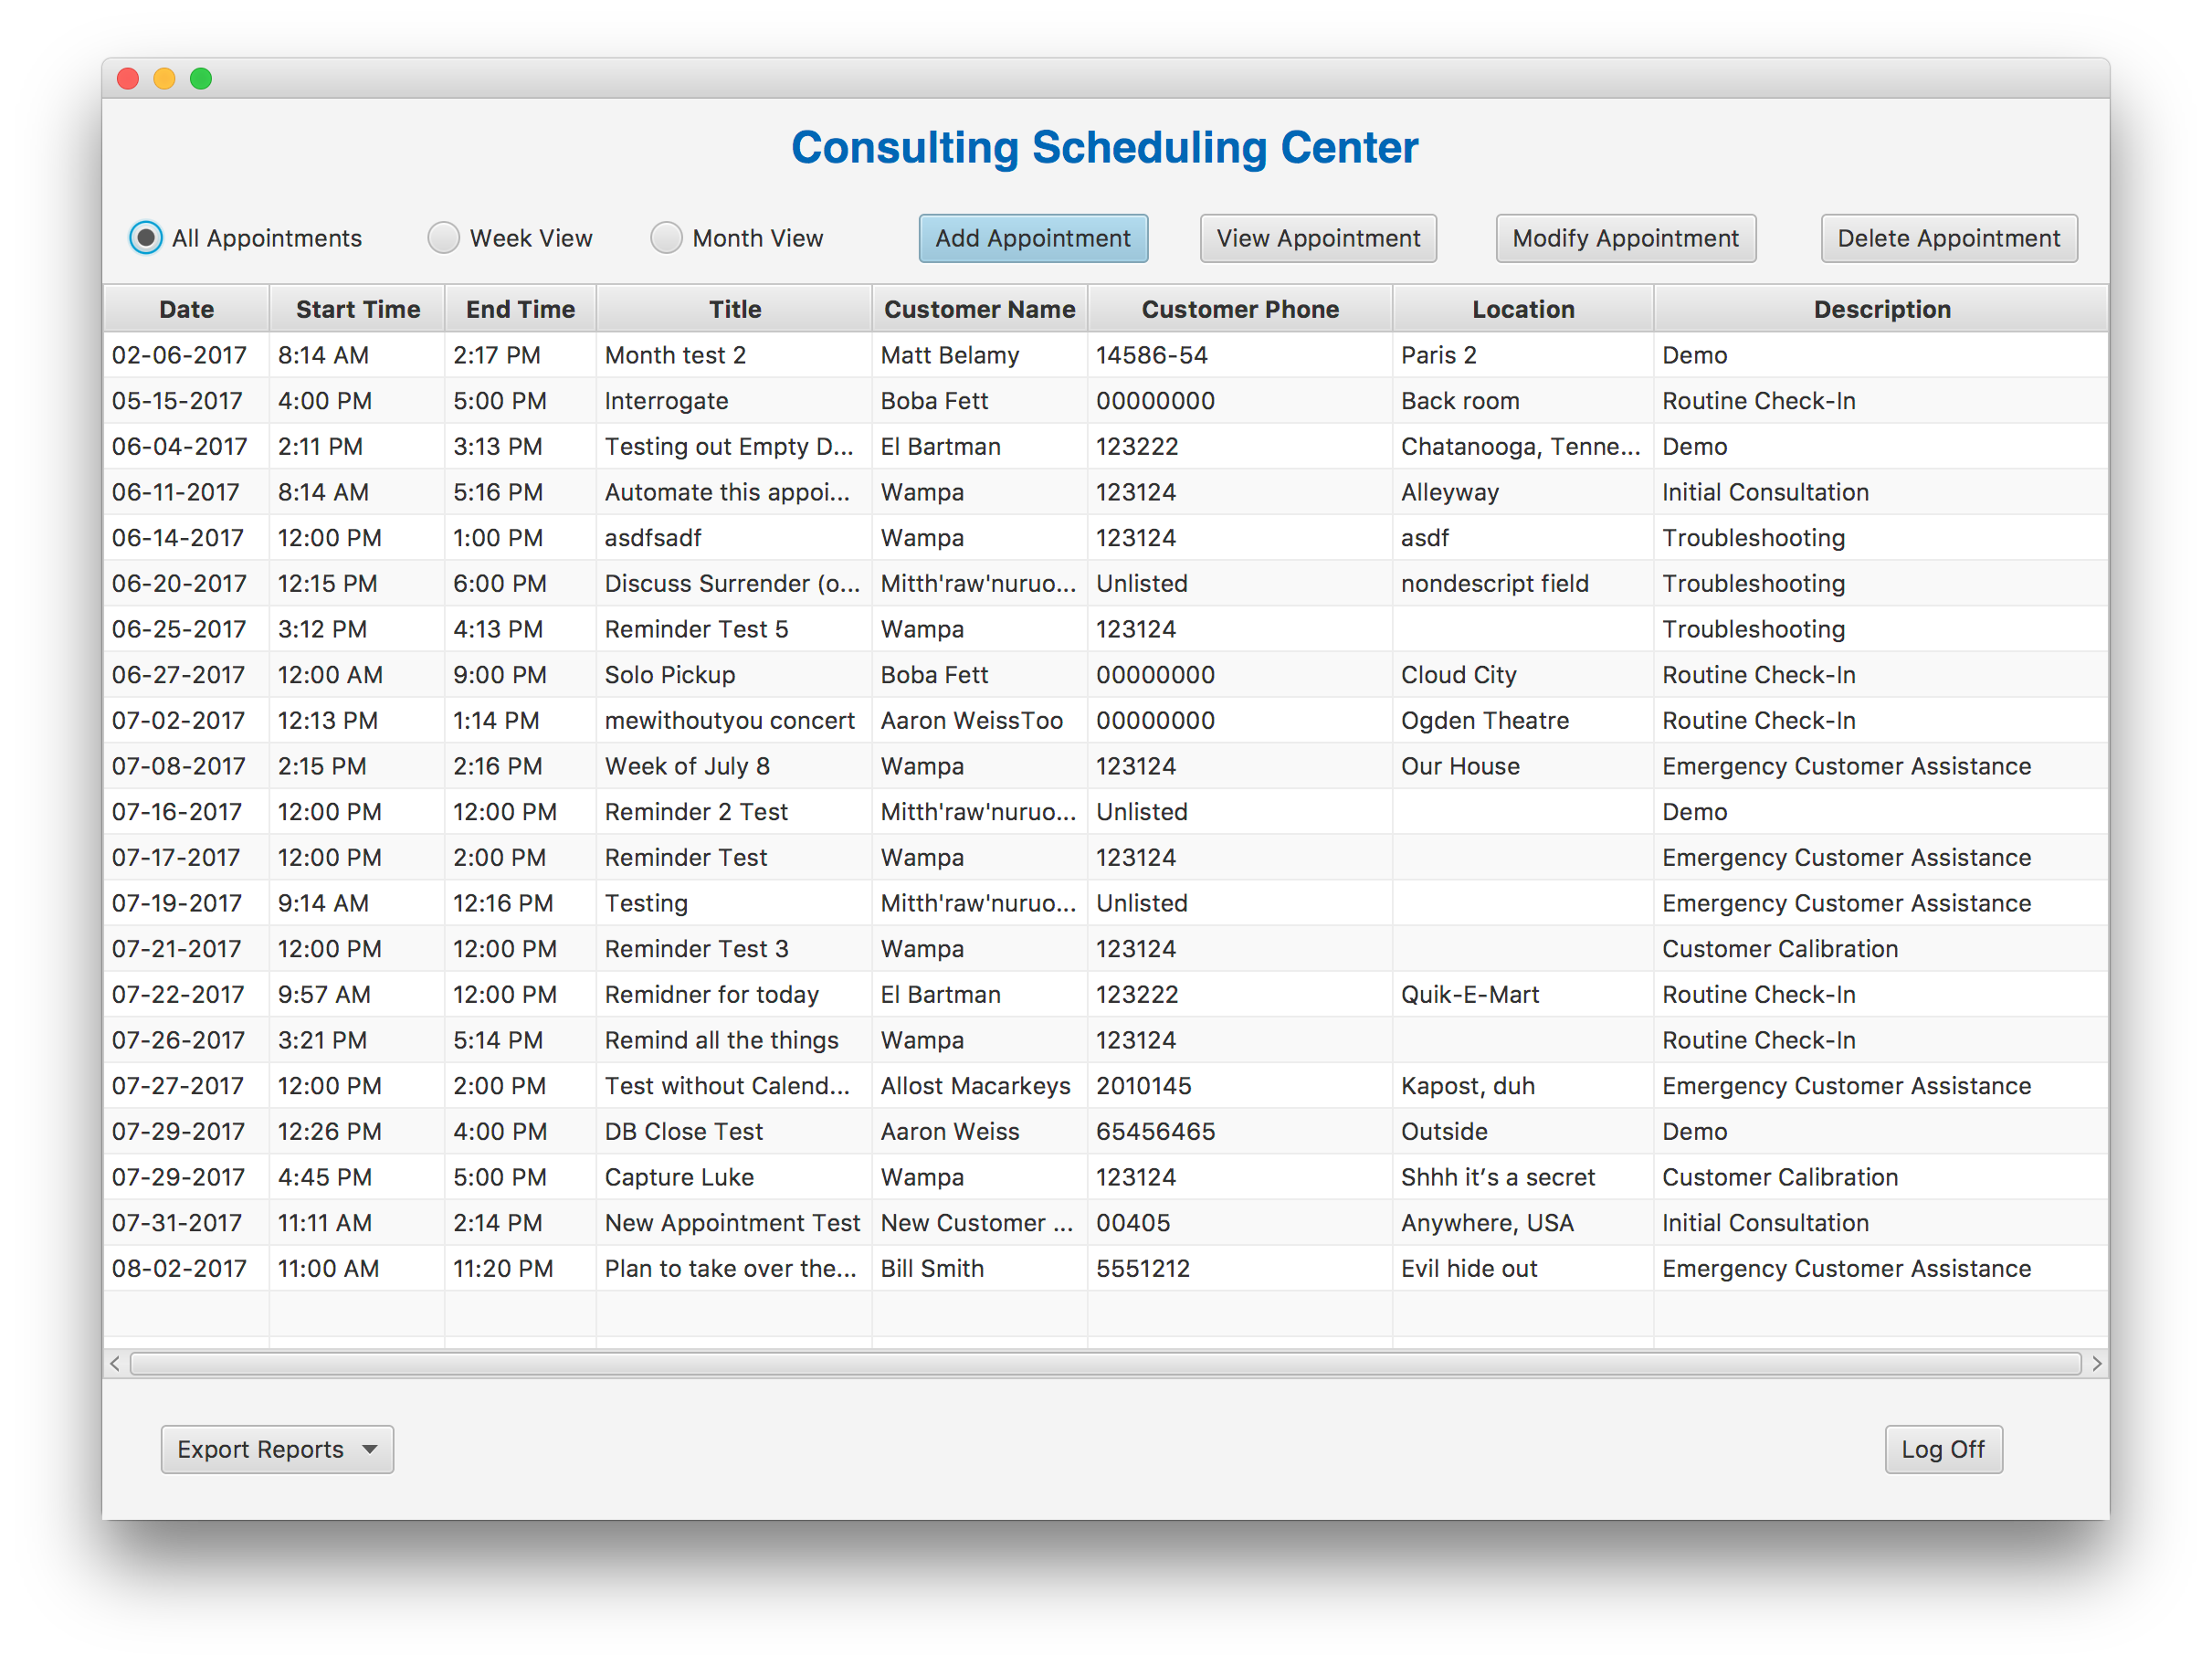 Consulting Scheduling Center
All Appointments Week View Month View Add Appointment View Appointment Modify Appointment Delete Appointment
Date Start Time End Time Title Customer Name Customer Phone Location Description
02-06-2017 8:14 AM 2:17 PM Month test 2 Matt Belamy 14586-54 Paris 2 Demo
05-15-2017 4:00 PM 5:00 PM Interrogate Boba Fett 00000000 Back room Routine Check-In
06-04-2017 2:11 PM 3:13 PM Testing out Empty D... El Bartman 123222 Chatanooga, Tenne... Demo
06-11-2017 8:14 AM 5:16 PM Automate this appoi... Wampa 123124 Alleyway Initial Consultation
06-14-2017 12:00 PM 1:00 PM asdfsadf Wampa 123124 asdf Troubleshooting
06-20-2017 12:15 PM 6:00 PM Discuss Surrender (o... Mitth'raw'nuruo... Unlisted nondescript field Troubleshooting
06-25-2017 3:12 PM 4:13 PM Reminder Test 5 Wampa 123124 Troubleshooting
06-27-2017 12:00 AM 9:00 PM Solo Pickup Boba Fett 00000000 Cloud City Routine Check-In
07-02-2017 12:13 PM 1:14 PM mewithoutyou concert Aaron WeissToo 00000000 Ogden Theatre Routine Check-In
07-08-2017 2:15 PM 2:16 PM Week of July 8 Wampa 123124 Our House Emergency Customer Assistance
07-16-2017 12:00 PM 12:00 PM Reminder 2 Test Mitth'raw'nuruo... Unlisted Demo
07-17-2017 12:00 PM 2:00 PM Reminder Test Wampa 123124 Emergency Customer Assistance
07-19-2017 9:14 AM 12:16 PM Testing Mitth'raw'nuruo... Unlisted Emergency Customer Assistance
07-21-2017 12:00 PM 12:00 PM Reminder Test 3 Wampa 123124 Customer Calibration
07-22-2017 9:57 AM 12:00 PM Remidner for today El Bartman 123222 Quik-E-Mart Routine Check-In
07-26-2017 3:21 PM 5:14 PM Remind all the things Wampa 123124 Routine Check-In
07-27-2017 12:00 PM 2:00 PM Test without Calend... Allost Macarkeys 2010145 Kapost, duh Emergency Customer Assistance
07-29-2017 12:26 PM 4:00 PM DB Close Test Aaron Weiss 65456465 Outside Demo
07-29-2017 4:45 PM 5:00 PM Capture Luke Wampa 123124 Shhh it’s a secret Customer Calibration
07-31-2017 11:11 AM 2:14 PM New Appointment Test New Customer ... 00405 Anywhere, USA Initial Consultation
08-02-2017 11:00 AM 11:20 PM Plan to take over the... Bill Smith 5551212 Evil hide out Emergency Customer Assistance
Export Reports Log Off